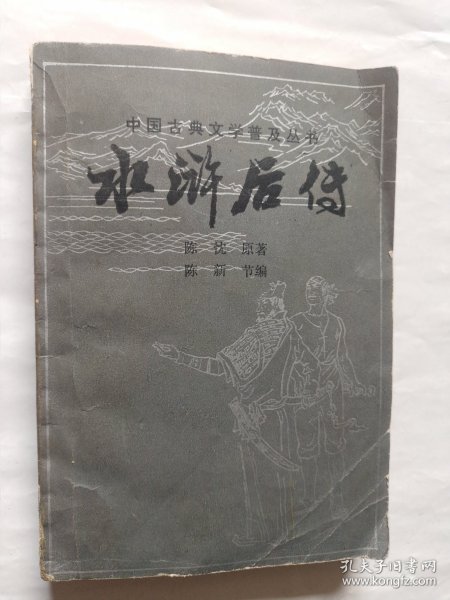 中国古典文学普及丛书
水浒后传
陈忱 原著
陈新 节编
孔夫子旧书网
www.kongfz.com